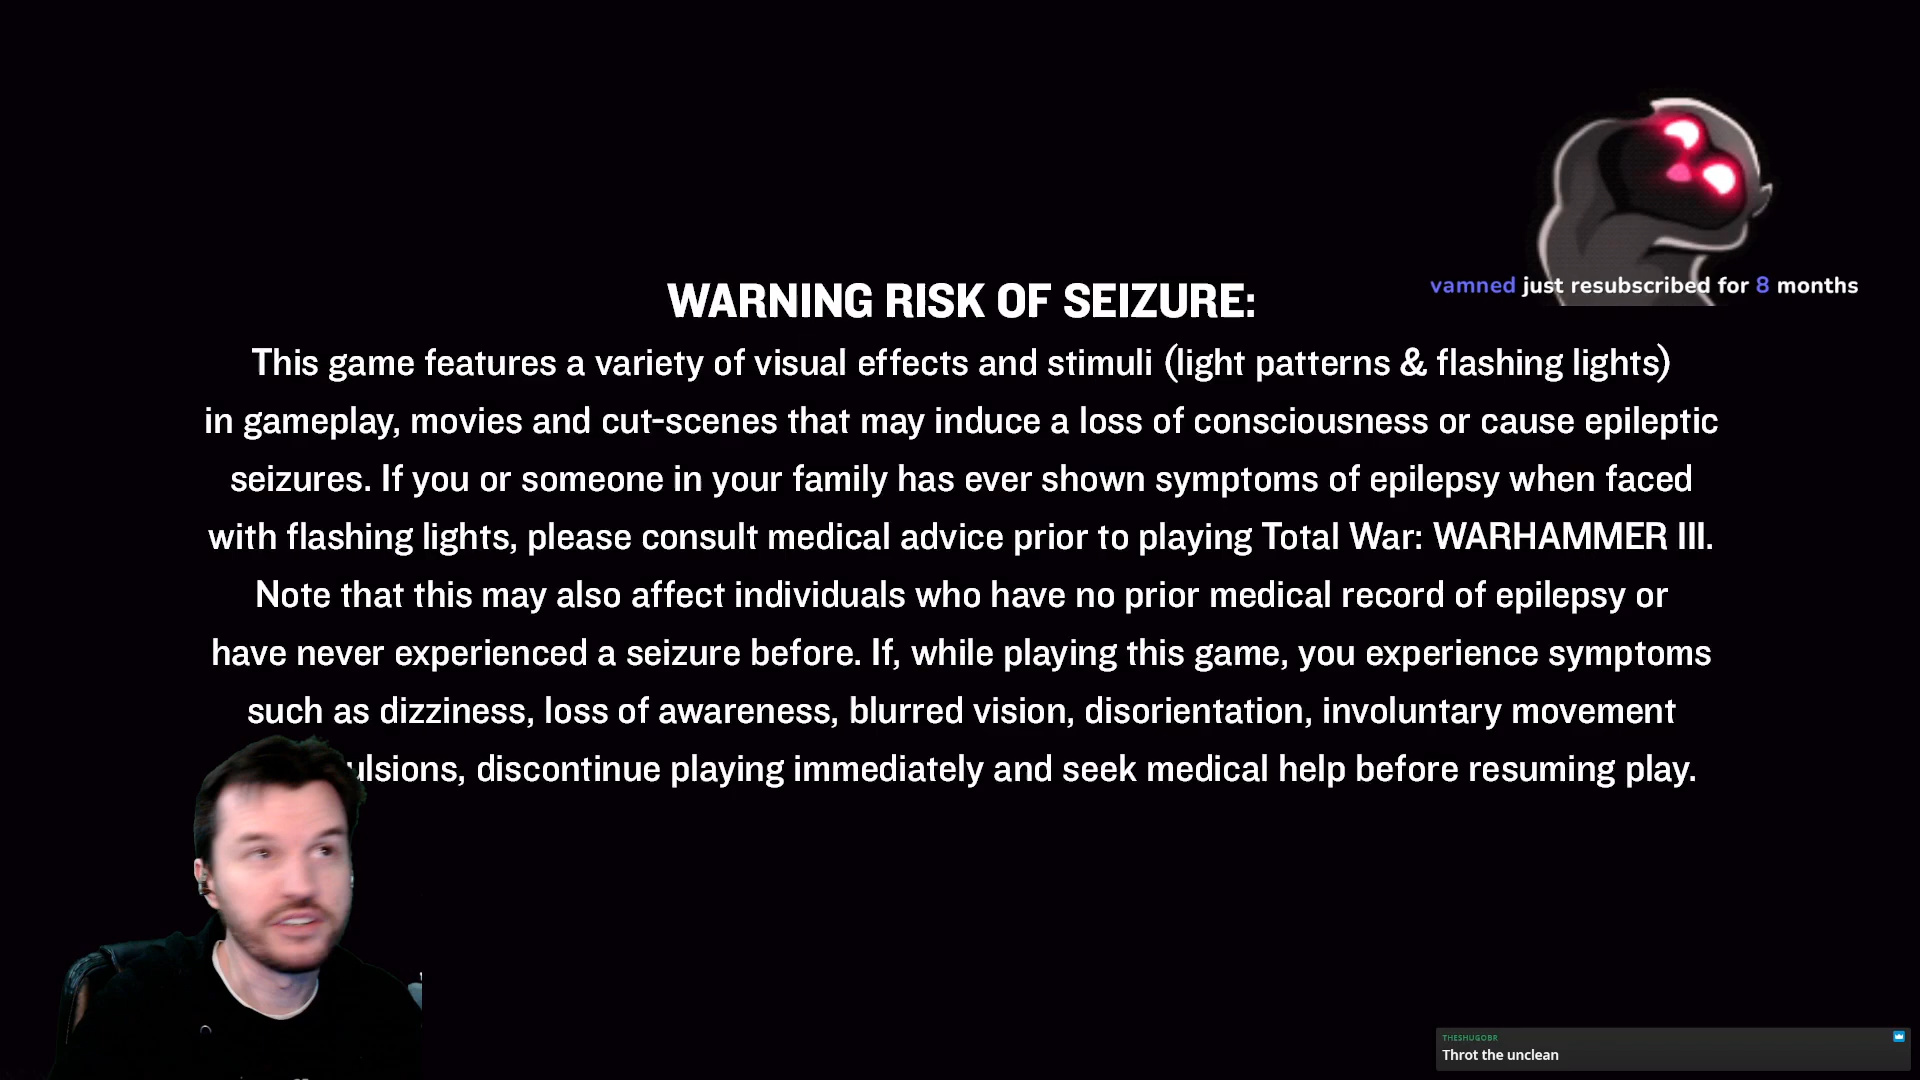 vamned just resubscribed for 8 months
WARNING RISK OF SEIZURE:
This game features a variety of visual effects and stimuli (light patterns & flashing lights)
in gameplay, movies and cut-scenes that may induce a loss of consciousness or cause epileptic
seizures. If you or someone in your family has ever shown symptoms of epilepsy when faced
with flashing lights, please consult medical advice prior to playing Total War: WARHAMMER III.
Note that this may also affect individuals who have no prior medical record of epilepsy or
have never experienced a seizure before. If, while playing this game, you experience symptoms
such as dizziness, loss of awareness, blurred vision, disorientation, involuntary movement
discontinue playing immediately and seek medical help before resuming play.
THESHUGOBR
Throt the unclean